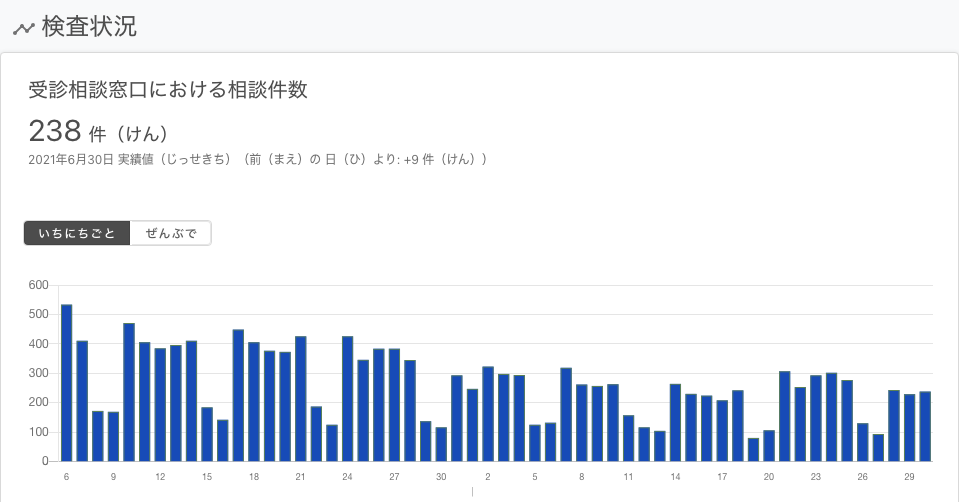 検査状況
受診相談窓口における相談件数
238 件（けん）
2021年6月30日 実績値（じっせきち）（前（まえ）の 日（ひ）より: +9 件（けん））
いちにちごと ぜんぶで
600
500
400
300
200
100
0
6 9 12 15 18 21 24 27 30 2 5 8 11 14 17 20 23 26 29